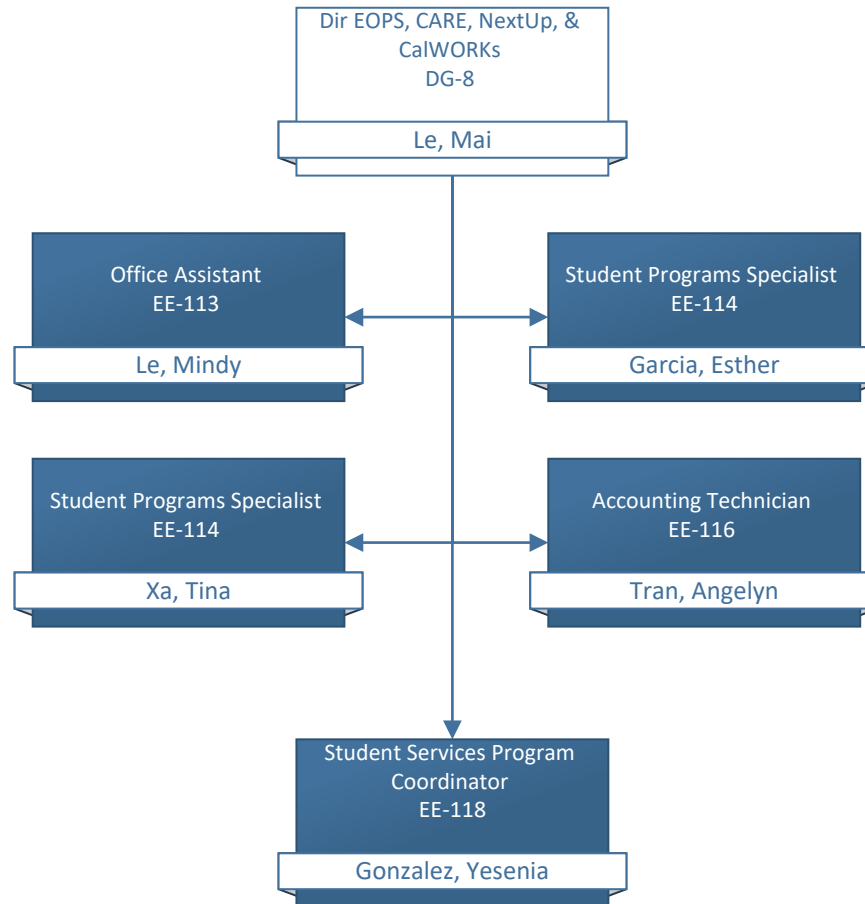 Dir EOPS, CARE, NextUp, &
CalWORKs
DG-8
Le, Mai
Office Assistant
EE-113
Le, Mindy
Student Programs Specialist
EE-114
Garcia, Esther
Student Programs Specialist
EE-114
Xa, Tina
Accounting Technician
EE-116
Tran, Angelyn
Student Services Program
Coordinator
EE-118
Gonzalez, Yesenia